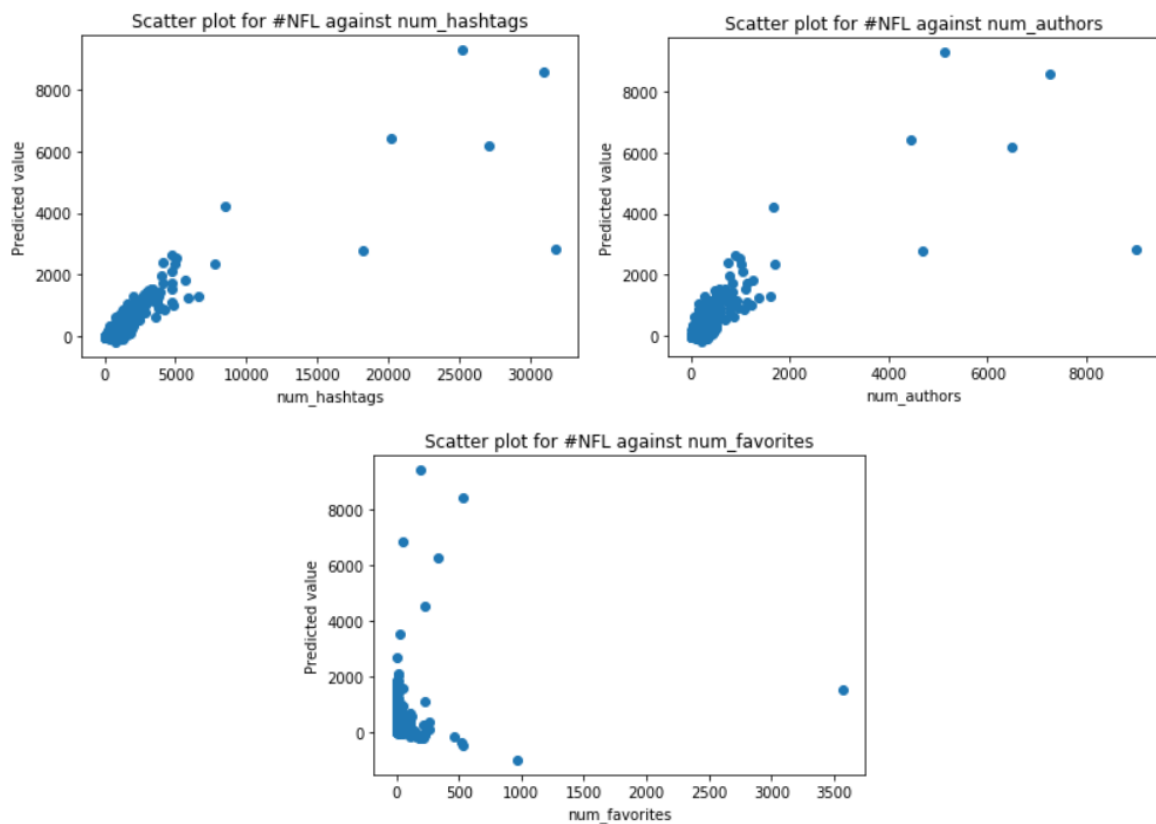 Scatter plot for #NFL against num_hashtags
Predicted value
8000
6000
4000
2000
0
0 5000 10000 15000 20000 25000 30000
num_hashtags
Scatter plot for #NFL against num_authors
Predicted value
8000
6000
4000
2000
0
0 2000 4000 6000 8000
num_authors
Scatter plot for #NFL against num_favorites
Predicted value
8000
6000
4000
2000
0
0 500 1000 1500 2000 2500 3000 3500
num_favorites